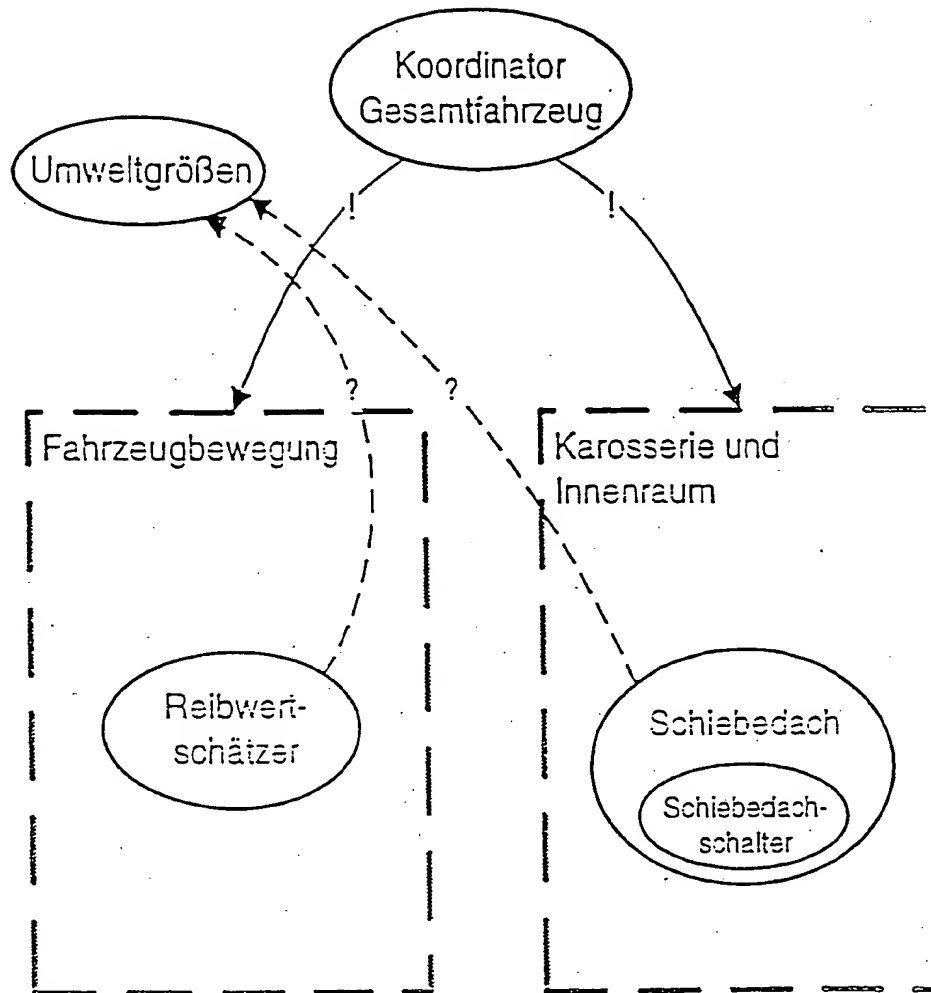 Koordinator
Gesamtfahrzeug
Umweltgrößen
!
!
?
?
Fahrzeugbewegung
Karosserie und
Innenraum
Reibwert-
schätzer
Schiebedach
Schiebedach-
schalter